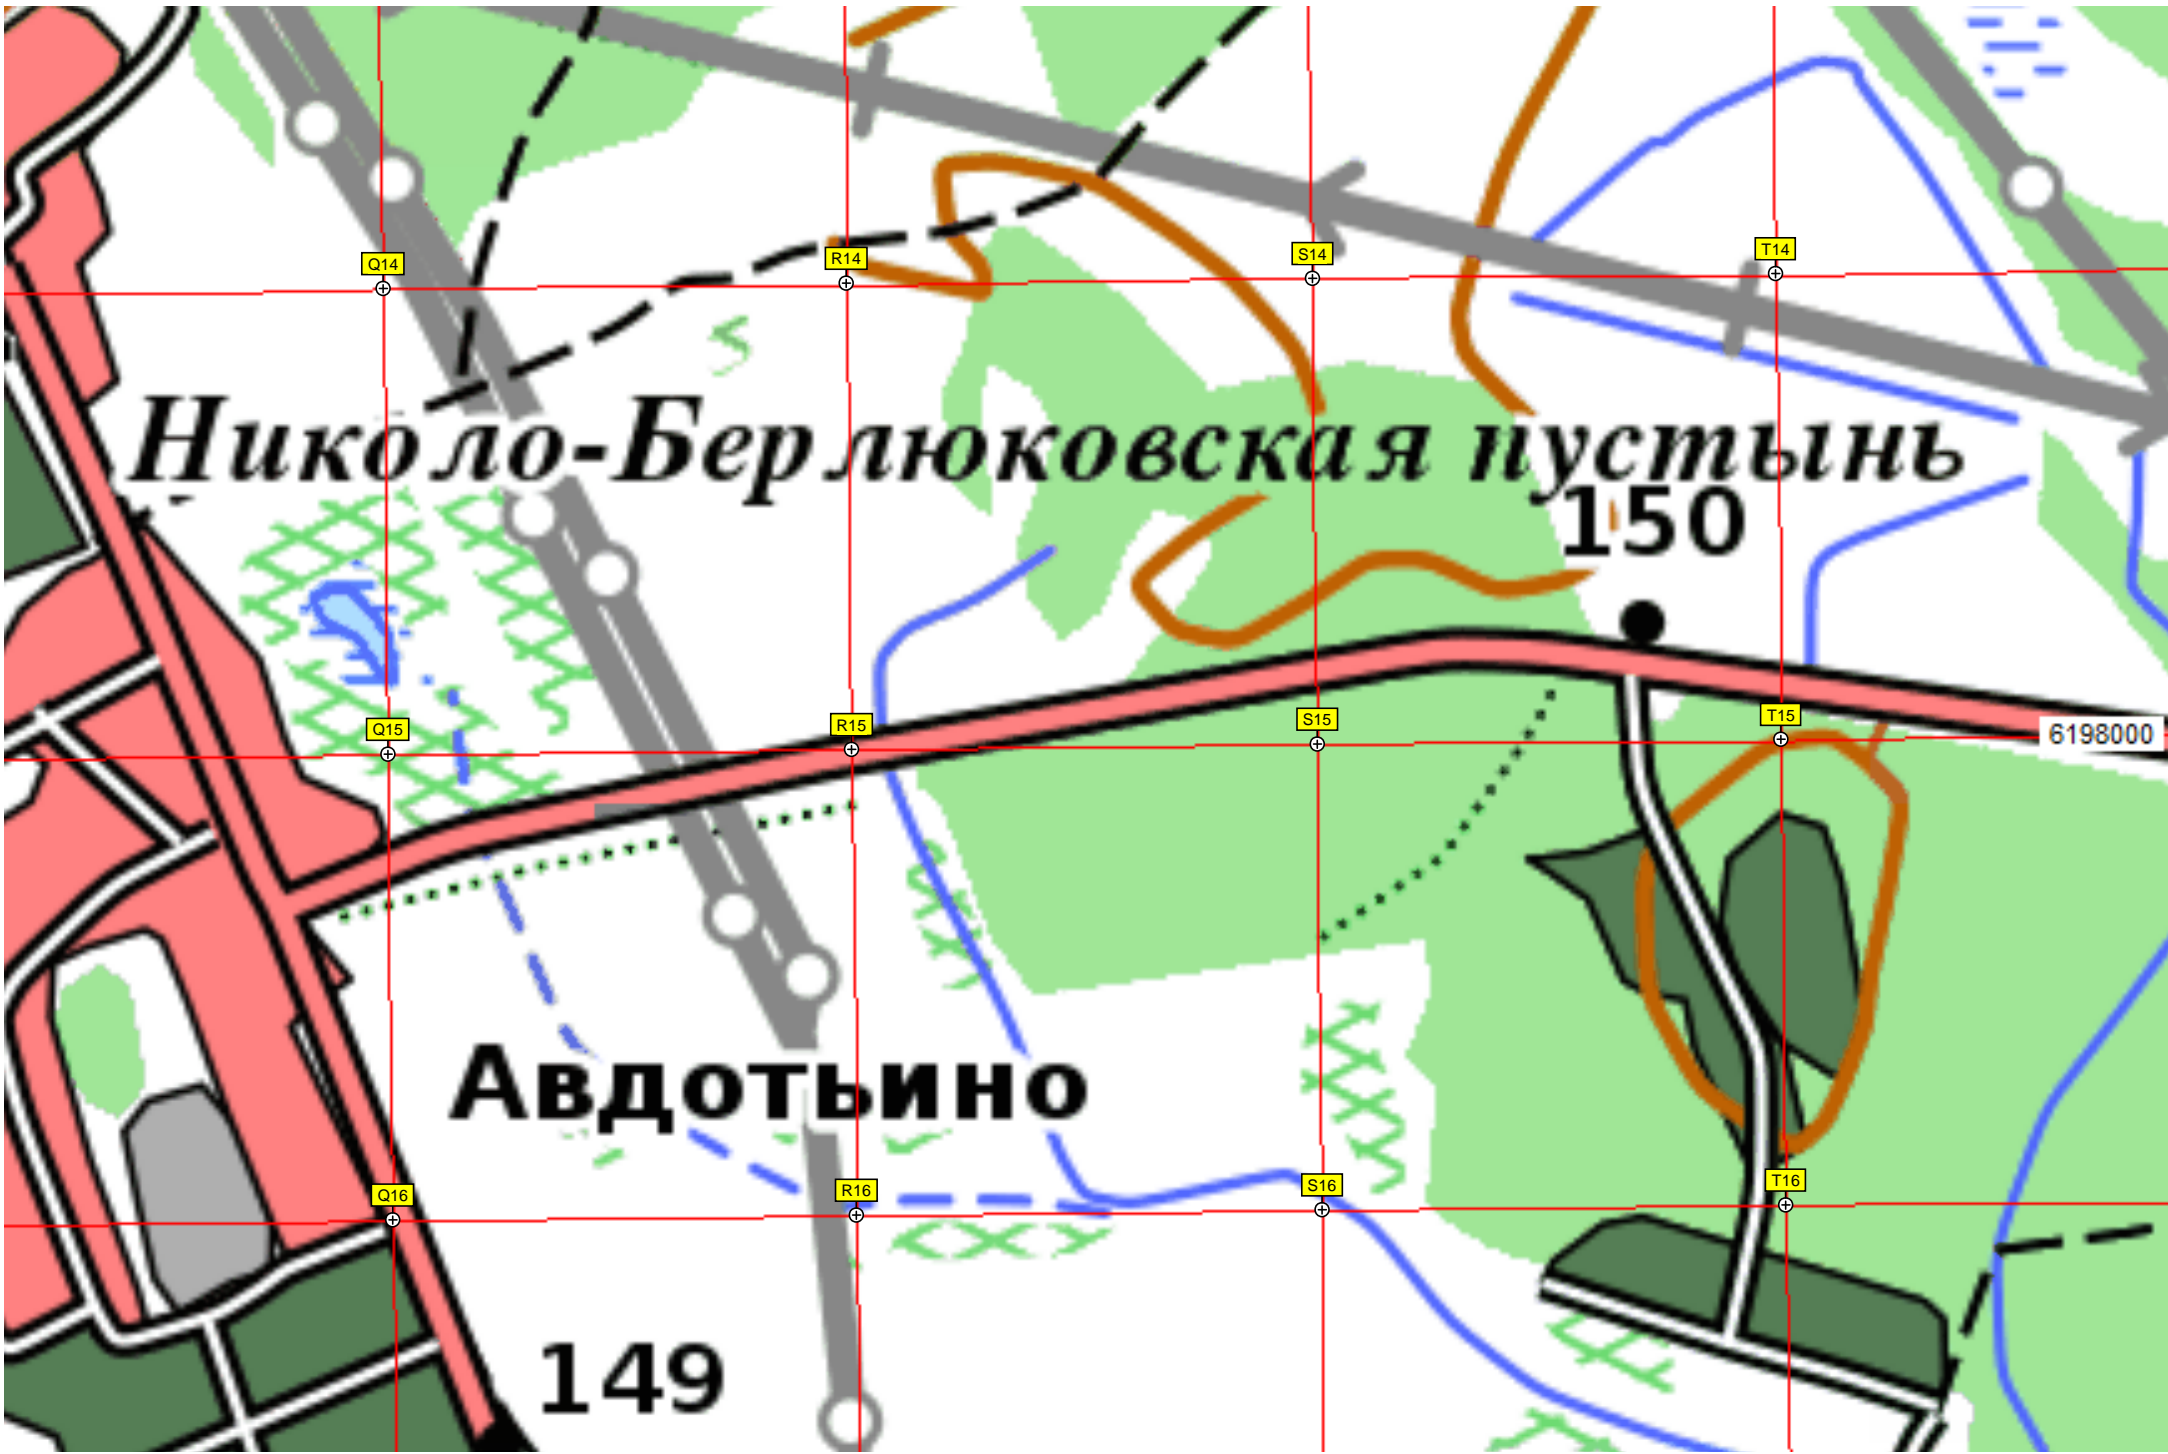 Q14
R14
S14
T14
Николо-Берлюковская пустынь
150
Q15
R15
S15
T15
6198000
Авдотьино
Q16
R16
S16
T16
149